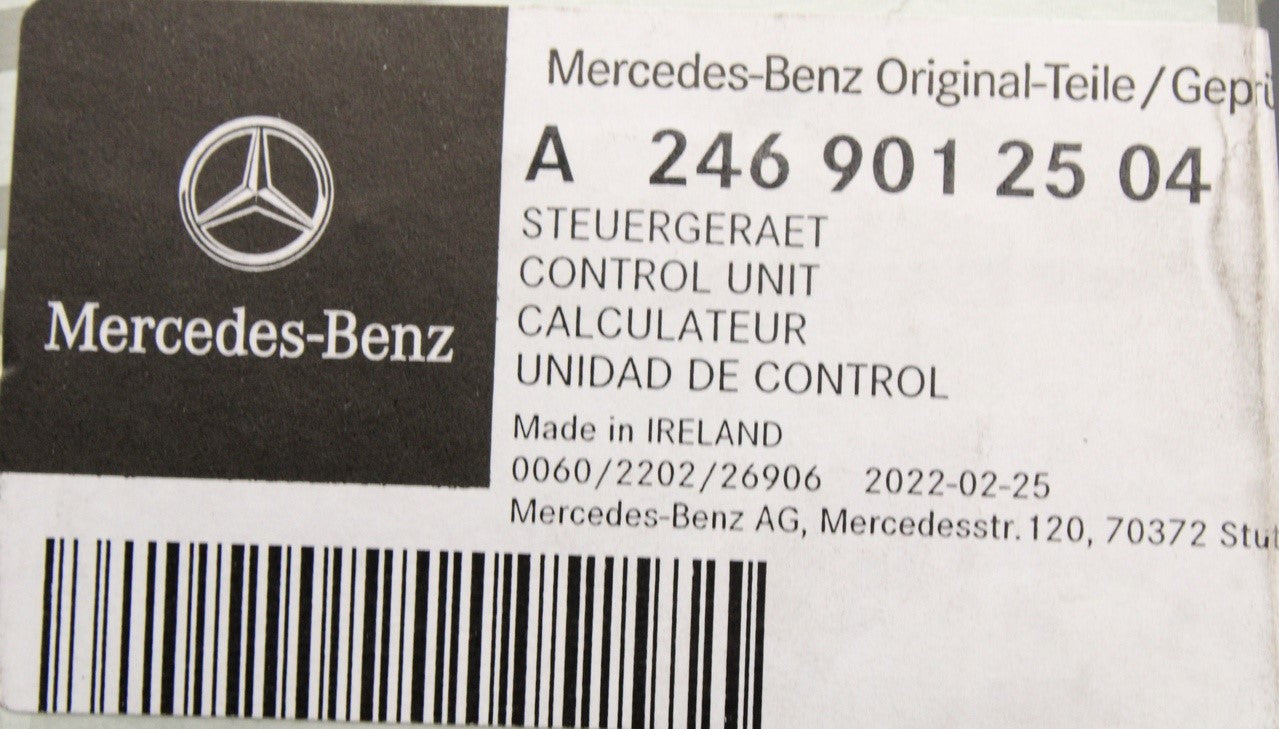 Mercedes-Benz
Mercedes-Benz Original-Teile/
A 246 901 25 04
STEUERGERAET
CONTROL UNIT
CALCULATEUR
UNIDAD DE CONTROL
Made in IRELAND
0060/2202/26906 2022-02-25
Mercedes-Benz AG, Mercedesstr.120, 70372